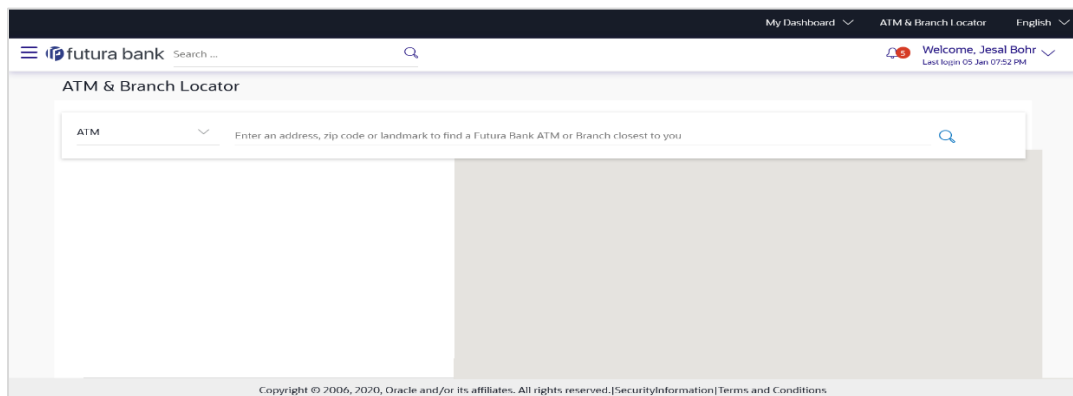 My Dashboard ATM & Branch Locator English
futura bank Search ... 5 Welcome, Jesal Bohr
Last login 05 Jan 07:52 PM
ATM & Branch Locator
ATM Enter an address, zip code or landmark to find a Futura Bank ATM or Branch closest to you
Copyright © 2006, 2020, Oracle and/or its affiliates. All rights reserved.|SecurityInformation|Terms and Conditions